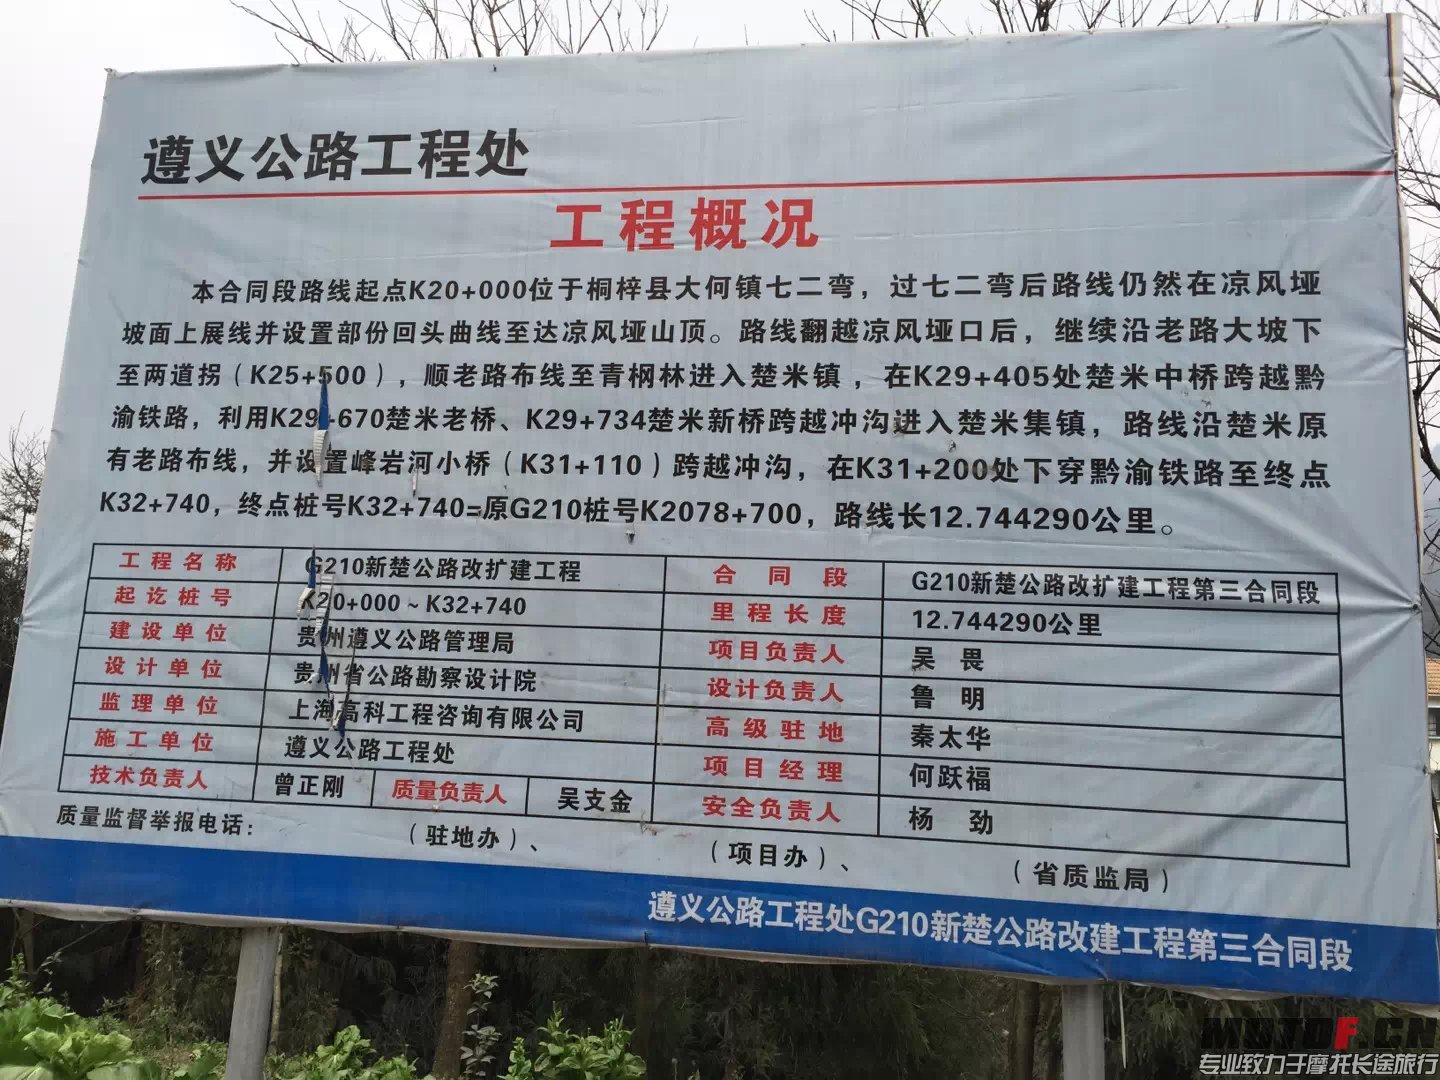 遵义公路工程处
工程概况
本合同段路线起点K20+000位于桐梓县大何镇七二弯，过七二弯后路线仍然在凉风垭
坡面上展线并设置部份回头曲线至达凉风垭山顶。路线翻越凉风垭口后，继续沿老路大坡下
至两道拐（K25+500），顺老路布线至青枫林进入楚米镇，在K29+405处楚米中桥跨越黔
渝铁路，利用K29+670楚米老桥、K29+734楚米新桥跨越冲沟进入楚米集镇，路线沿楚米原
有老路布线，并设置峰岩河小桥（K31+110）跨越冲沟，在K31+200处下穿黔渝铁路至终点
K32+740，终点桩号K32+740=原G210桩号K2078+700，路线长12.744290公里。
工程名称 G210新楚公路改扩建工程 合同段 G210新楚公路改扩建工程第三合同段
起讫桩号 K20+000～K32+740 里程长度 12.744290公里
建设单位 贵州遵义公路管理局 项目负责人 吴畏
设计单位 贵州省公路勘察设计院 设计负责人 鲁明
监理单位 上海高科工程咨询有限公司 高级驻地 秦太华
施工单位 遵义公路工程处 项目经理 何跃福
技术负责人 曾正刚 质量负责人 吴支金 安全负责人 杨劲
质量监督举报电话： （驻地办）、 （项目办）、 （省质监局）
遵义公路工程处G210新楚公路改建工程第三合同段
MOTOF.CN
专业致力于摩托长途旅行